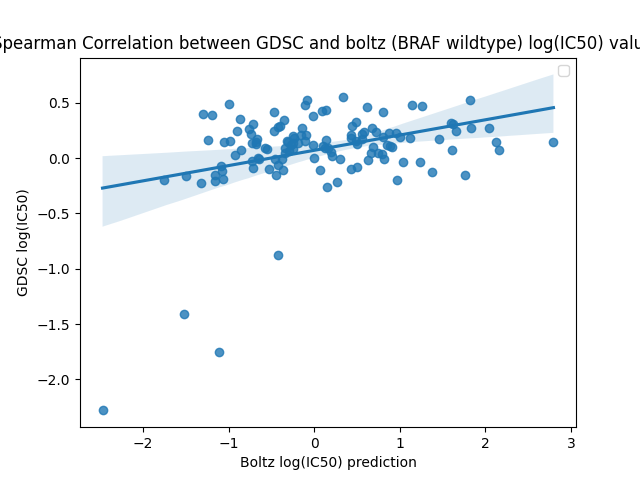 Spearman Correlation between GDSC and boltz (BRAF wildtype) log(IC50) valu
0.5
0.0
−0.5
−1.0
−1.5
−2.0
GDSC log(IC50)
−2 −1 0 1 2 3
Boltz log(IC50) prediction